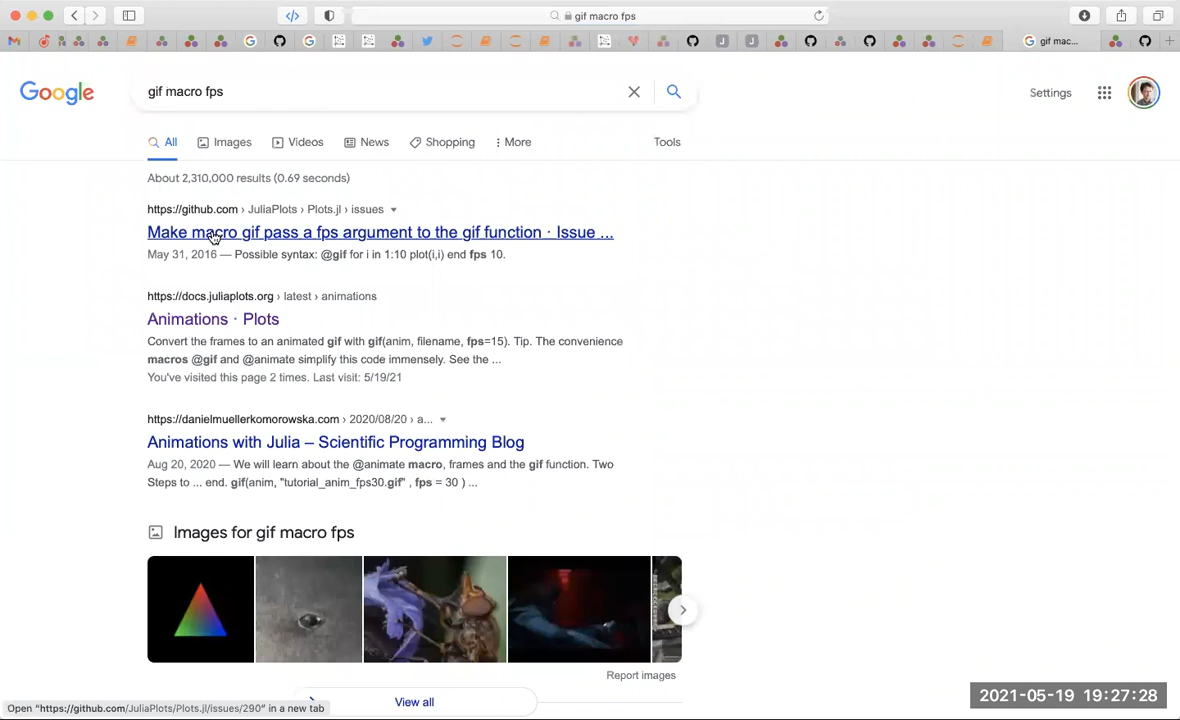 gif macro fps
gif mac...
Google
gif macro fps
Settings
All
Images
Videos
News
Shopping
More
Tools
About 2,310,000 results (0.69 seconds)
https://github.com › JuliaPlots › Plots.jl › issues
Make macro gif pass a fps argument to the gif function · Issue ...
May 31, 2016 — Possible syntax: @gif for i in 1:10 plot(i,i) end fps 10.
https://docs.juliaplots.org › latest › animations
Animations · Plots
Convert the frames to an animated gif with gif(anim, filename, fps=15). Tip. The convenience
macros @gif and @animate simplify this code immensely. See the ...
You've visited this page 2 times. Last visit: 5/19/21
https://danielmuellerkomorowska.com › 2020/08/20 › a...
Animations with Julia – Scientific Programming Blog
Aug 20, 2020 — We will learn about the @animate macro, frames and the gif function. Two
Steps to ... end. gif(anim, "tutorial_anim_fps30.gif" , fps = 30 ) ...
Images for gif macro fps
Report images
View all
Open "https://github.com/JuliaPlots/Plots.jl/issues/290" in a new tab
2021-05-19 19:27:28